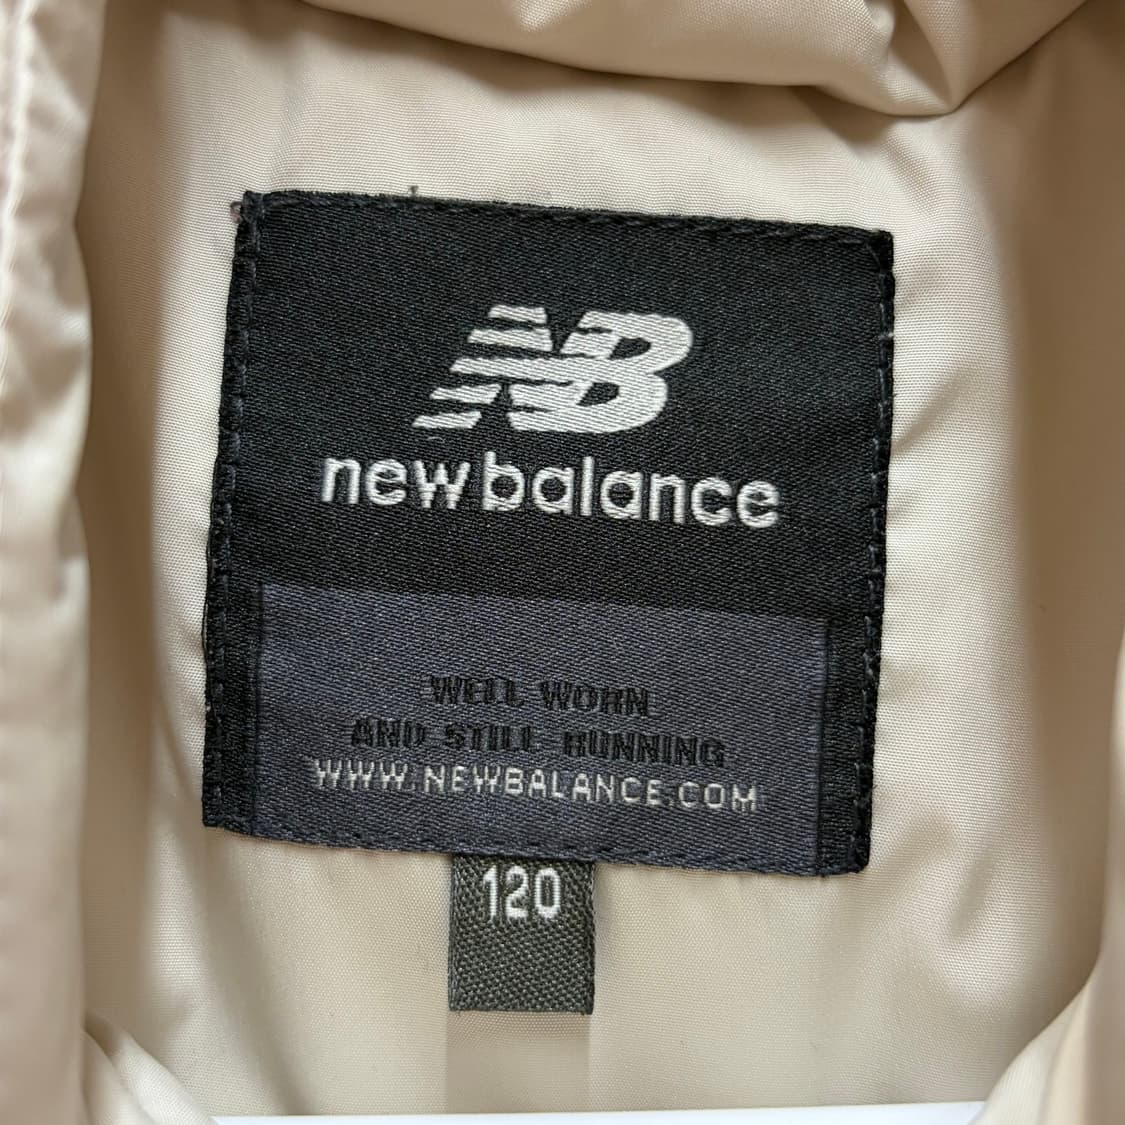 NB
new balance
WELL WORN
AND STILL RUNNING
WWW.NEWBALANCE.COM
120